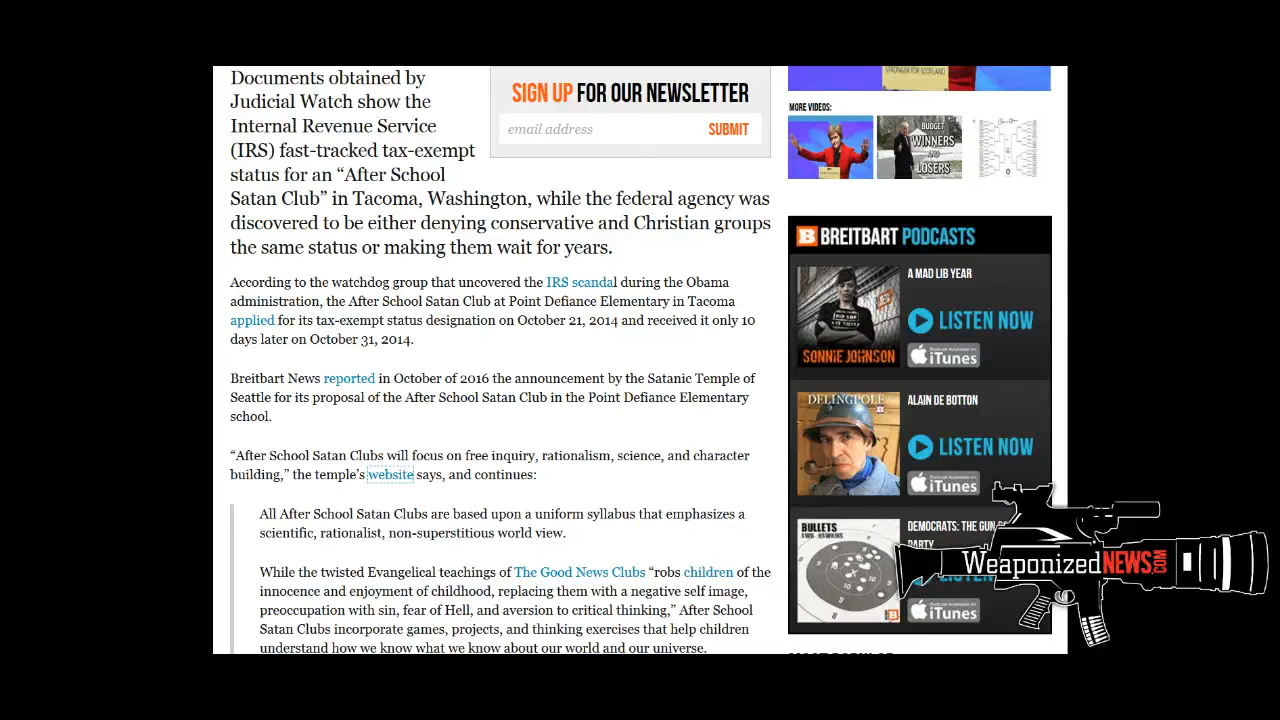 Documents obtained by
Judicial Watch show the
Internal Revenue Service
(IRS) fast-tracked tax-exempt
status for an “After School
Satan Club” in Tacoma, Washington, while the federal agency was
discovered to be either denying conservative and Christian groups
the same status or making them wait for years.
According to the watchdog group that uncovered the IRS scandal during the Obama
administration, the After School Satan Club at Point Defiance Elementary in Tacoma
applied for its tax-exempt status designation on October 21, 2014 and received it only 10
days later on October 31, 2014.
Breitbart News reported in October of 2016 the announcement by the Satanic Temple of
Seattle for its proposal of the After School Satan Club in the Point Defiance Elementary
school.
“After School Satan Clubs will focus on free inquiry, rationalism, science, and character
building,” the temple’s website says, and continues:
All After School Satan Clubs are based upon a uniform syllabus that emphasizes a
scientific, rationalist, non-superstitious world view.
While the twisted Evangelical teachings of The Good News Clubs “robs children of the
innocence and enjoyment of childhood, replacing them with a negative self image,
preoccupation with sin, fear of Hell, and aversion to critical thinking,” After School
Satan Clubs incorporate games, projects, and thinking exercises that help children
understand how we know what we know about our world and our universe.
SIGN UP FOR OUR NEWSLETTER
email address SUBMIT
STRONGER FOR SCOTLAND
MORE VIDEOS:
BUDGET
WINNERS
AND
LOSERS
B BREITBART PODCASTS
A MAD LIB YEAR
LISTEN NOW
iTunes
SONNIE JOHNSON
DELINGPOLE
ALAIN DE BOTTON
LISTEN NOW
iTunes
BULLETS
AWR HAWKINS
DEMOCRATS: THE GUN
PARTY
LISTEN
iTunes
WEAPONIZEDNEWS.COM